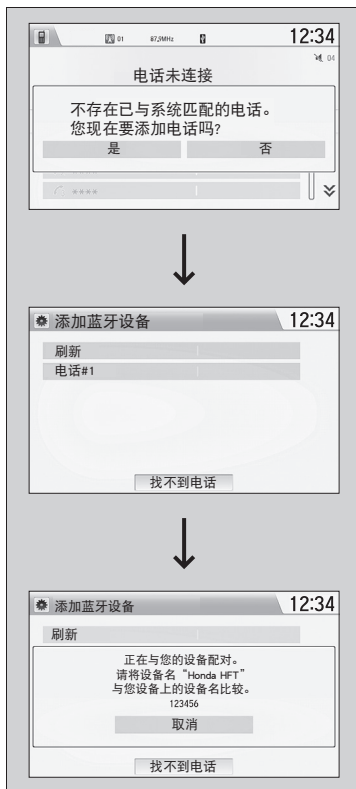 01 87.5MHz 12:34
04
电话未连接
不存在已与系统匹配的电话。
您现在要添加电话吗?
是 否
****
添加蓝牙设备 12:34
刷新
电话#1
找不到电话
添加蓝牙设备 12:34
刷新
正在与您的设备配对。
请将设备名“Honda HFT”
与您设备上的设备名比较。
123456
取消
找不到电话